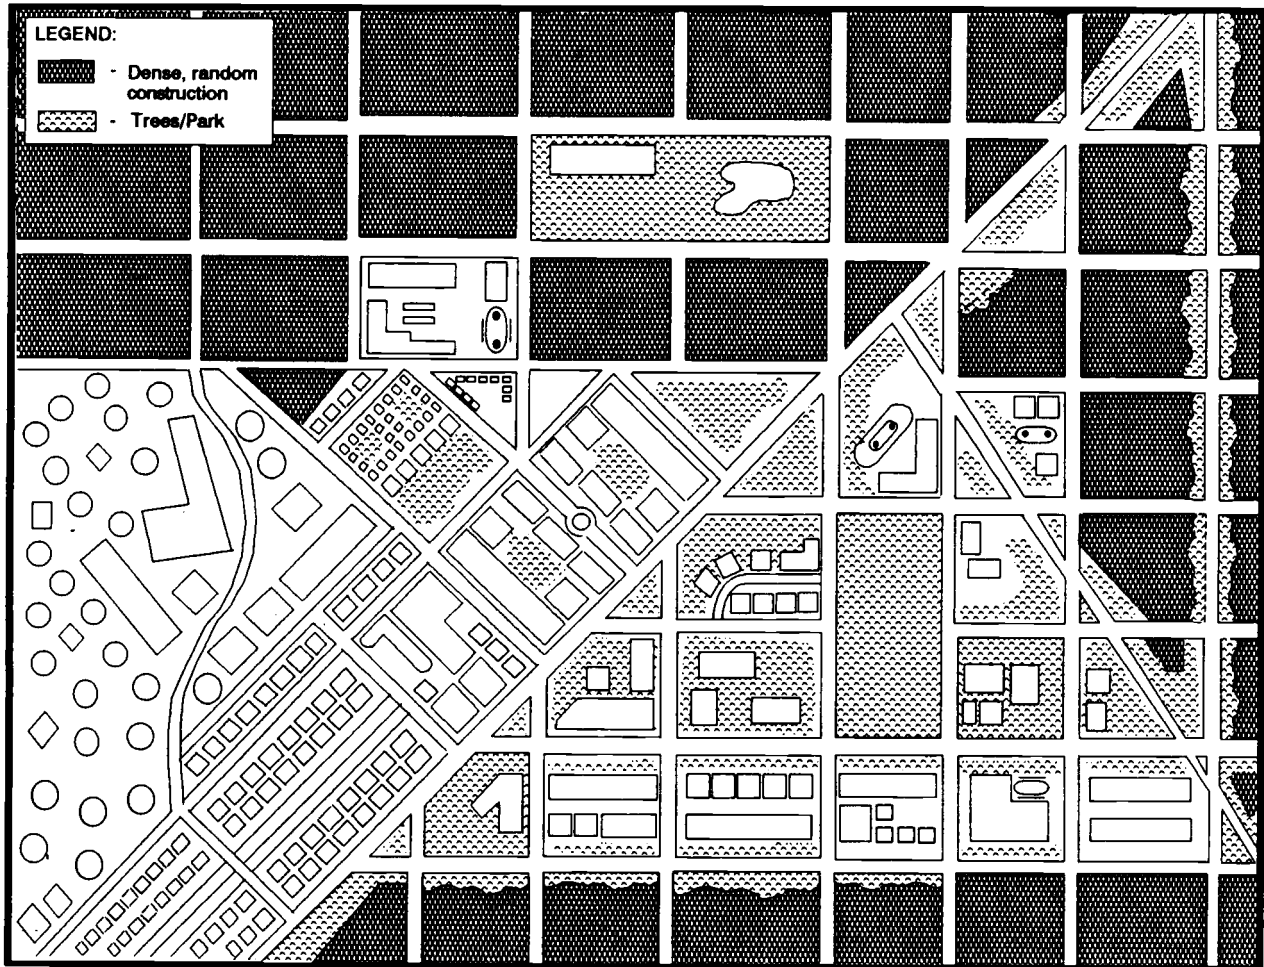 LEGEND:
- Dense, random
construction
- Trees/Park